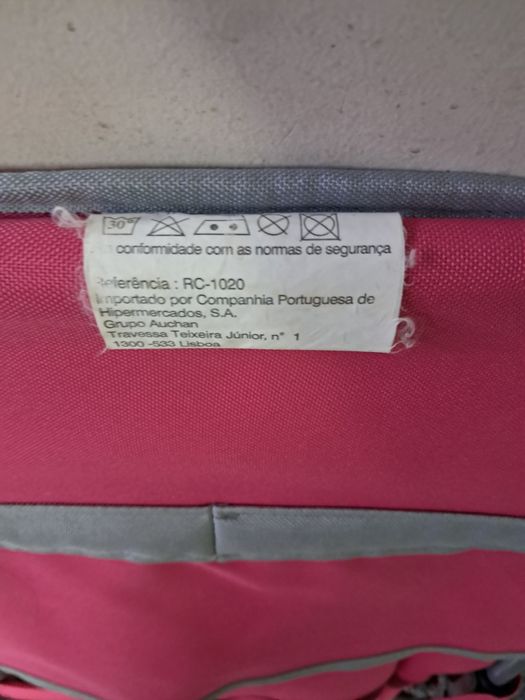 30°
conformidade com as normas de segurança
Referência : RC-1020
Importado por Companhia Portuguesa de
Hipermercados, S.A.
Grupo Auchan
Travessa Teixeira Júnior, n° 1
1300 -533 Lisboa